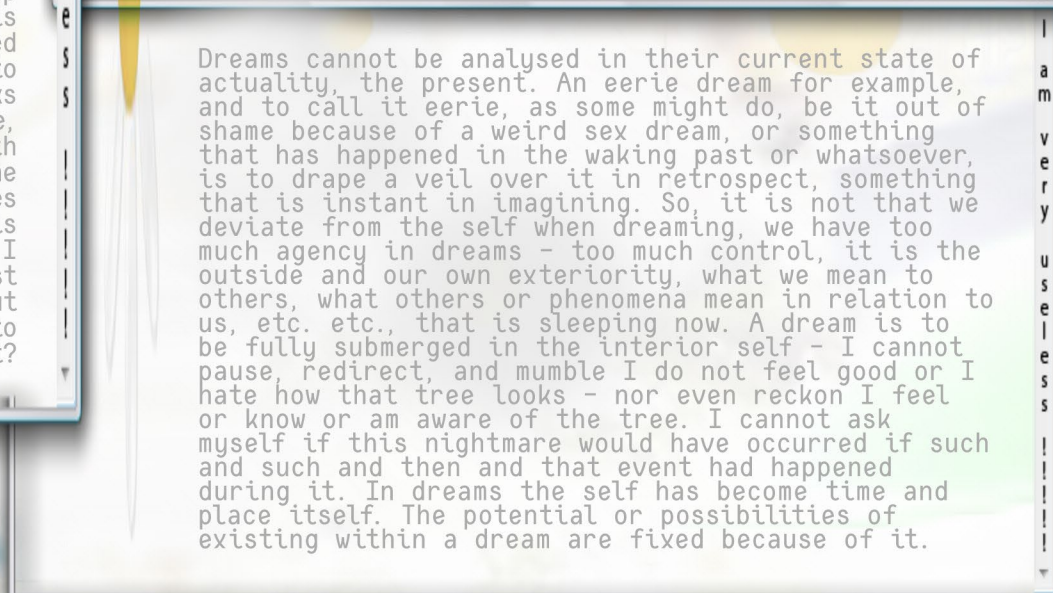 s
ed
to
ks
e,
th
ne
es
ls
I
st
ut
to
t?
e
s
s
!
!
!
!
!
Dreams cannot be analysed in their current state of
actuality, the present. An eerie dream for example,
and to call it eerie, as some might do, be it out of
shame because of a weird sex dream, or something
that has happened in the waking past or whatsoever,
is to drape a veil over it in retrospect, something
that is instant in imagining. So, it is not that we
deviate from the self when dreaming, we have too
much agency in dreams – too much control, it is the
outside and our own exteriority, what we mean to
others, what others or phenomena mean in relation to
us, etc. etc., that is sleeping now. A dream is to
be fully submerged in the interior self – I cannot
pause, redirect, and mumble I do not feel good or I
hate how that tree looks – nor even reckon I feel
or know or am aware of the tree. I cannot ask
myself if this nightmare would have occurred if such
and such and then and that event had happened
during it. In dreams the self has become time and
place itself. The potential or possibilities of
existing within a dream are fixed because of it.
I
a
m
v
e
r
y
u
s
e
l
e
s
s
!
!
!
!
!